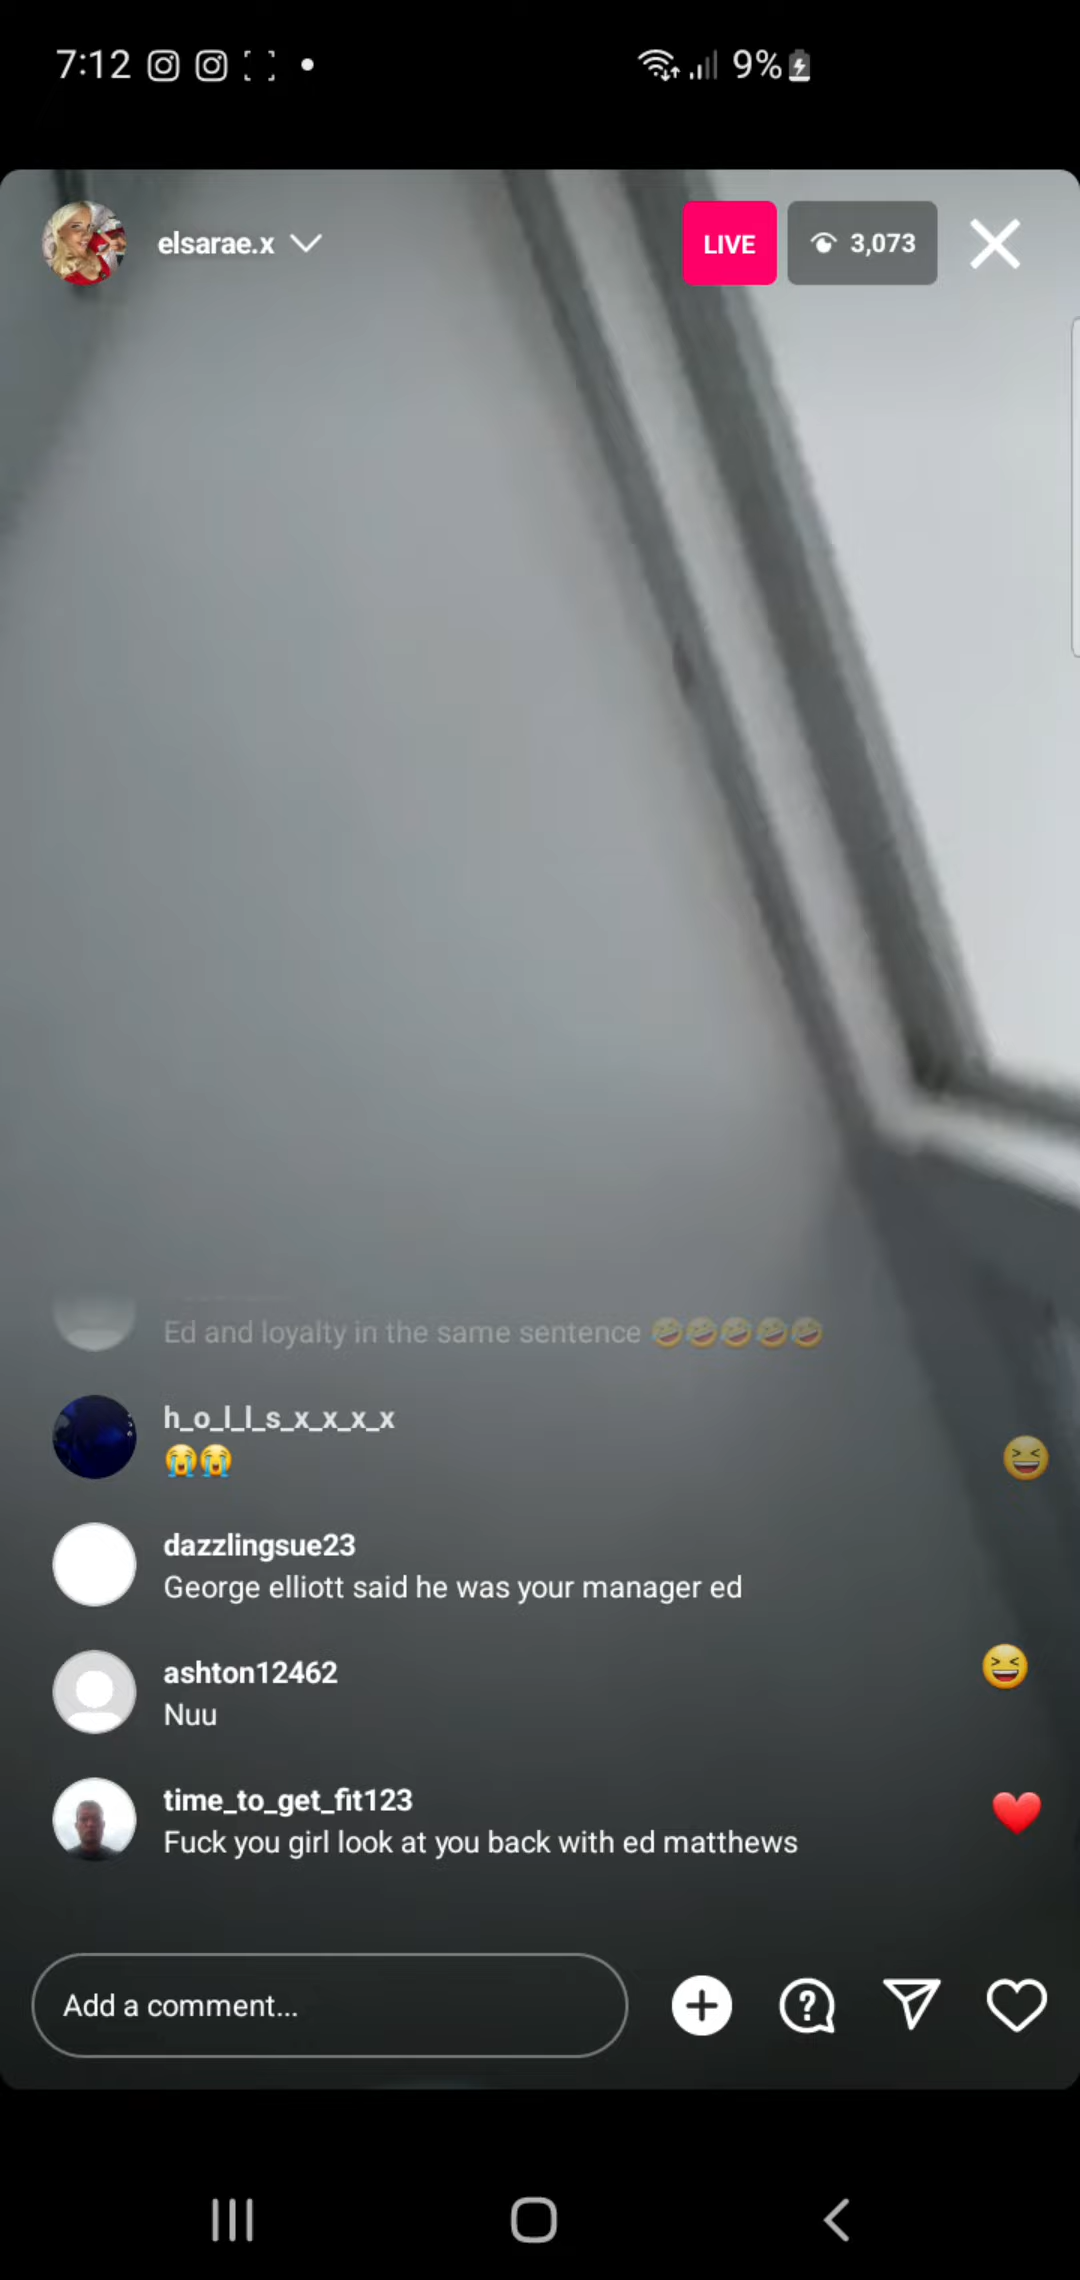 7:12
9%
elsarae.x
LIVE
3,073
Ed and loyalty in the same sentence 🤣🤣🤣🤣🤣
h_o_l_l_s_x_x_x_x
😭😭
dazzlingsue23
George elliott said he was your manager ed
ashton12462
Nuu
time_to_get_fit123
Fuck you girl look at you back with ed matthews
Add a comment...